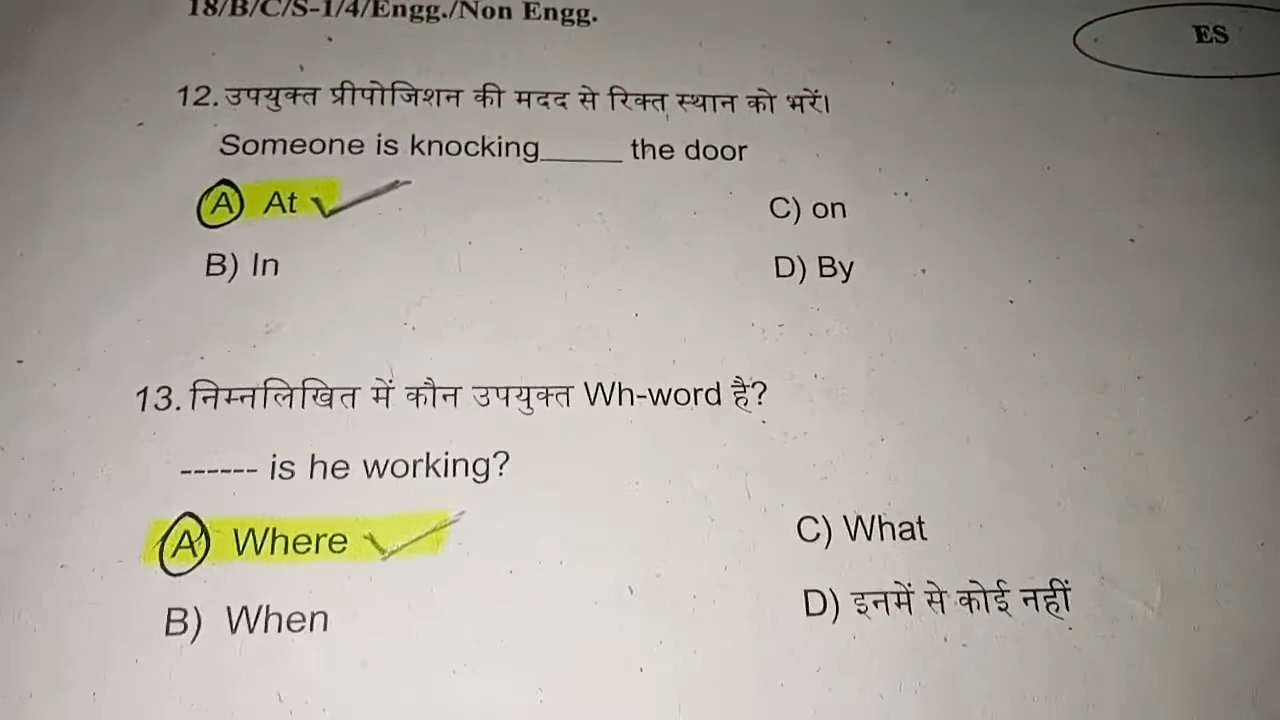 18/B/C/S-1/4/Engg./Non Engg.
ES
12. उपयुक्त प्रीपोजिशन की मदद से रिक्त स्थान को भरें।
Someone is knocking_____ the door
A) At
C) on
B) In
D) By
13. निम्नलिखित में कौन उपयुक्त Wh-word है?
------ is he working?
A) Where
C) What
B) When
D) इनमें से कोई नहीं